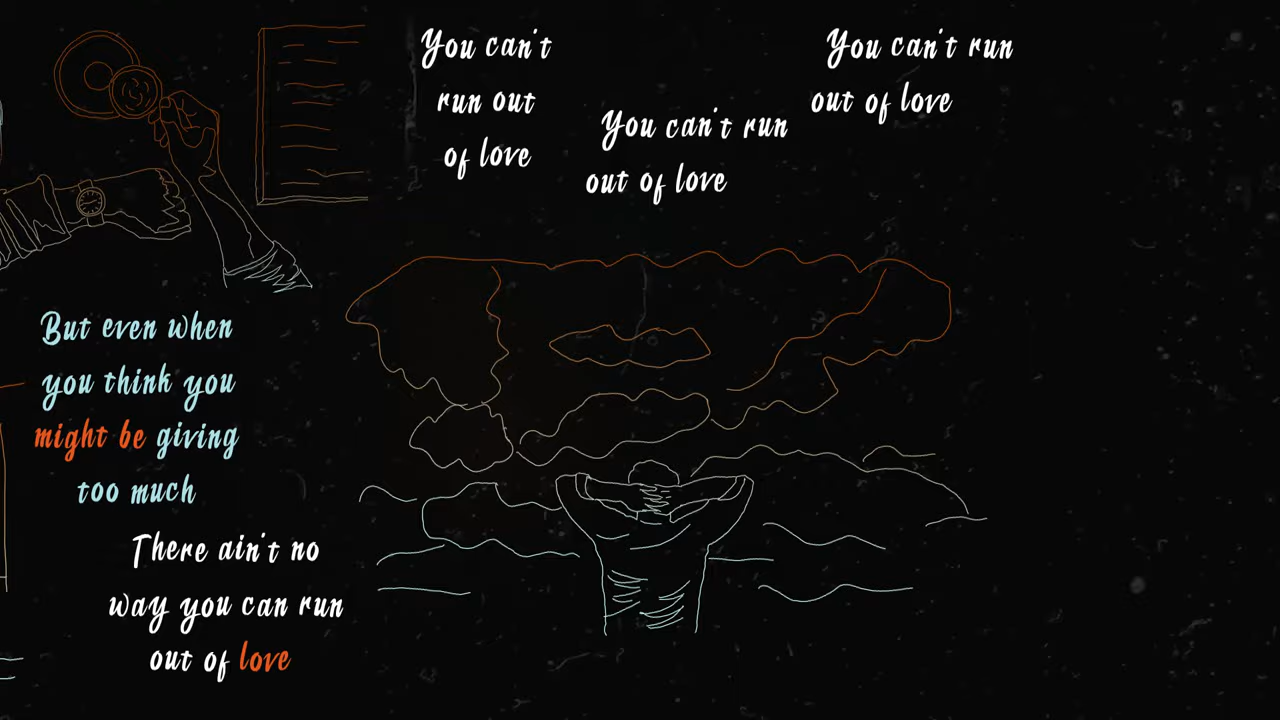 But even when
you think you
might be giving
too much
There ain't no
way you can run
out of love
You can't
run out
of love
You can't run
out of love
You can't run
out of love